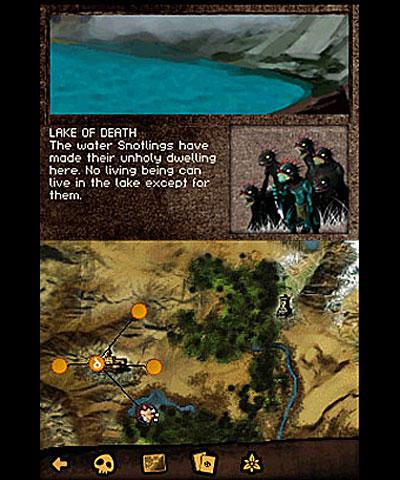 LAKE OF DEATH
The water Snotlings have
made their unholy dwelling
here. No living being can
live in the lake except for
them.